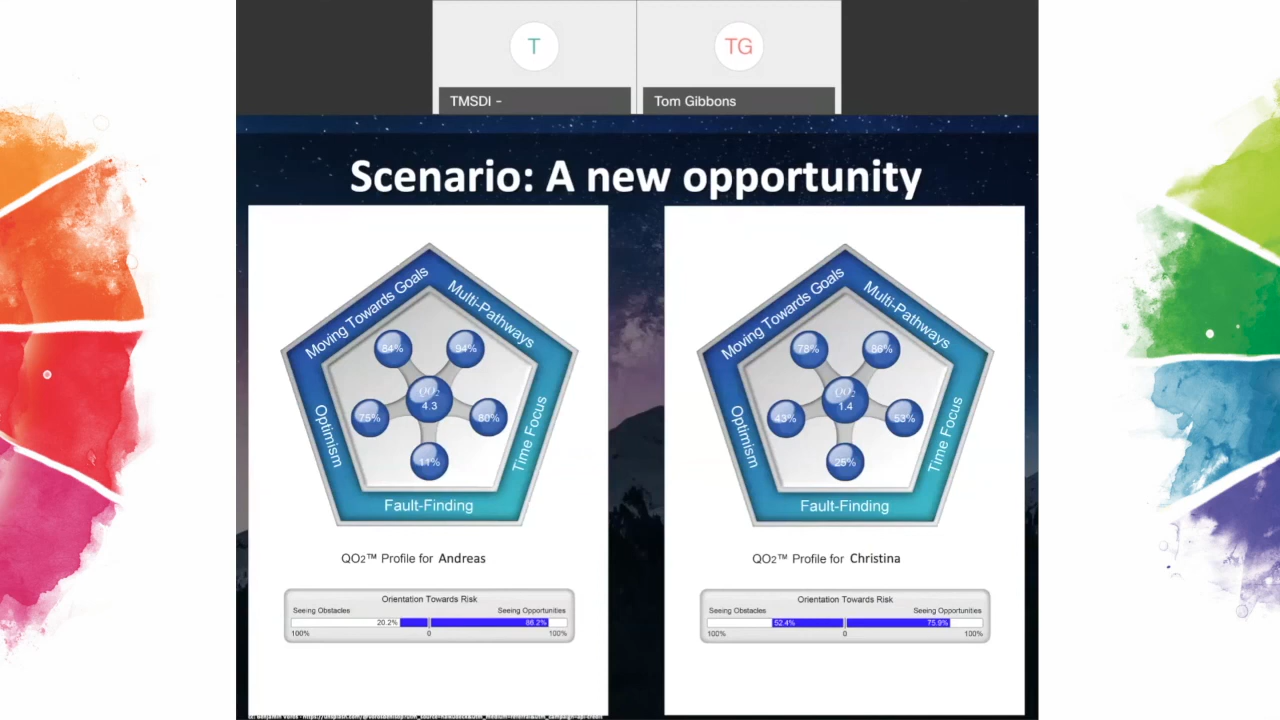 T
TG
TMSDI -
Tom Gibbons
Scenario: A new opportunity
Moving Towards Goals
Multi-Pathways
84%
94%
QO2
4.3
75%
80%
11%
Optimism
Time Focus
Fault-Finding
QO2™ Profile for Andreas
Orientation Towards Risk
Seeing Obstacles
Seeing Opportunities
20.2%
86.2%
100%
0
100%
Moving Towards Goals
Multi-Pathways
78%
86%
QO2
1.4
43%
53%
25%
Optimism
Time Focus
Fault-Finding
QO2™ Profile for Christina
Orientation Towards Risk
Seeing Obstacles
Seeing Opportunities
52.4%
75.9%
100%
0
100%